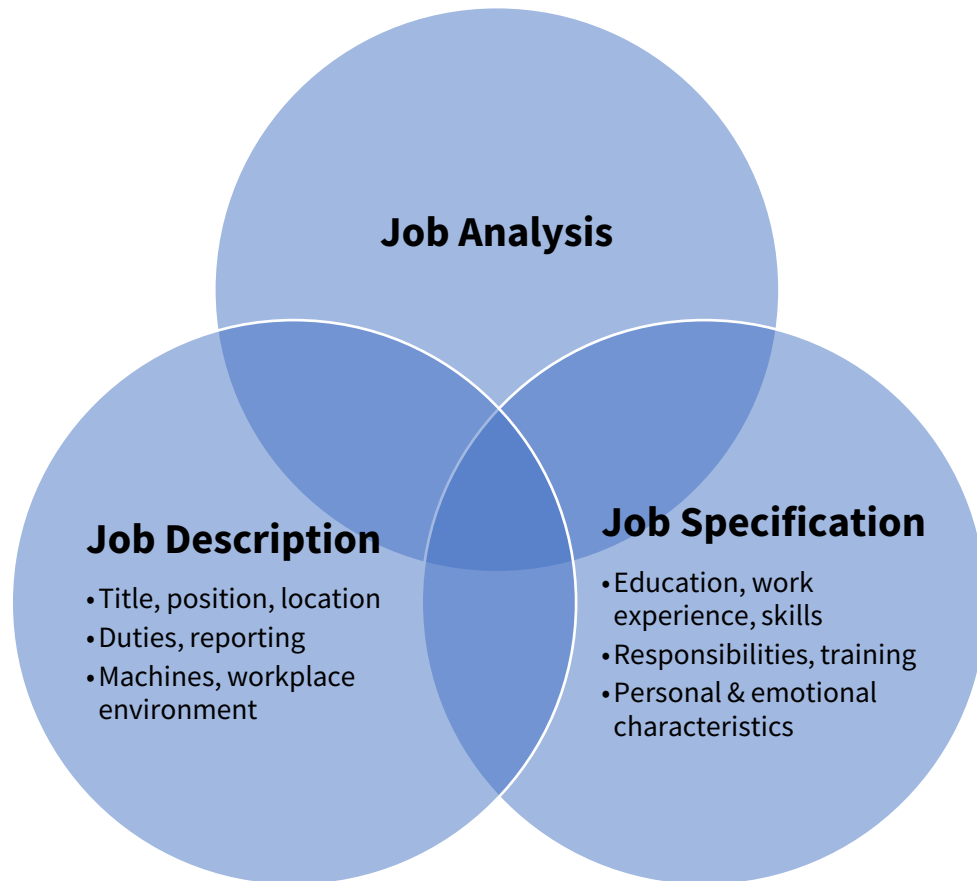 Job Analysis
Job Description
•Title, position, location
•Duties, reporting
•Machines, workplace
environment
Job Specification
•Education, work
experience, skills
•Responsibilities, training
•Personal & emotional
characteristics